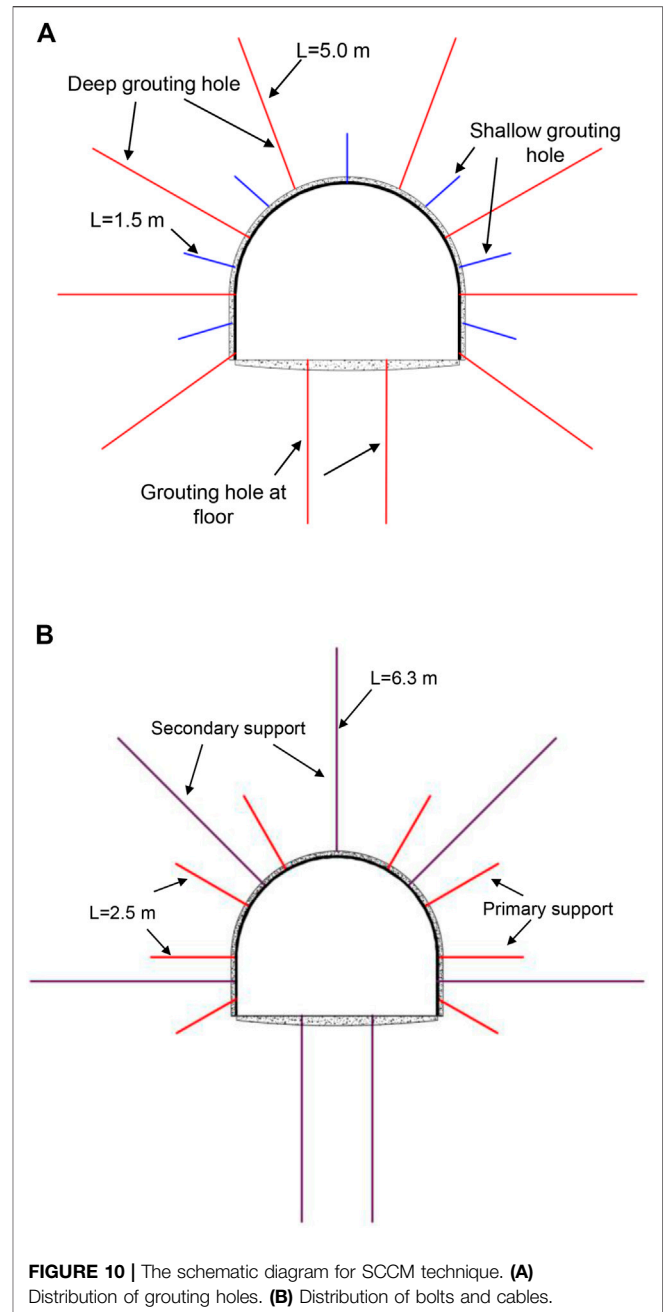 A
L=5.0 m
Deep grouting hole
Shallow grouting
hole
L=1.5 m
Grouting hole at
floor
B
L=6.3 m
Secondary support
L=2.5 m
Primary support
FIGURE 10 | The schematic diagram for SCCM technique. (A)
Distribution of grouting holes. (B) Distribution of bolts and cables.